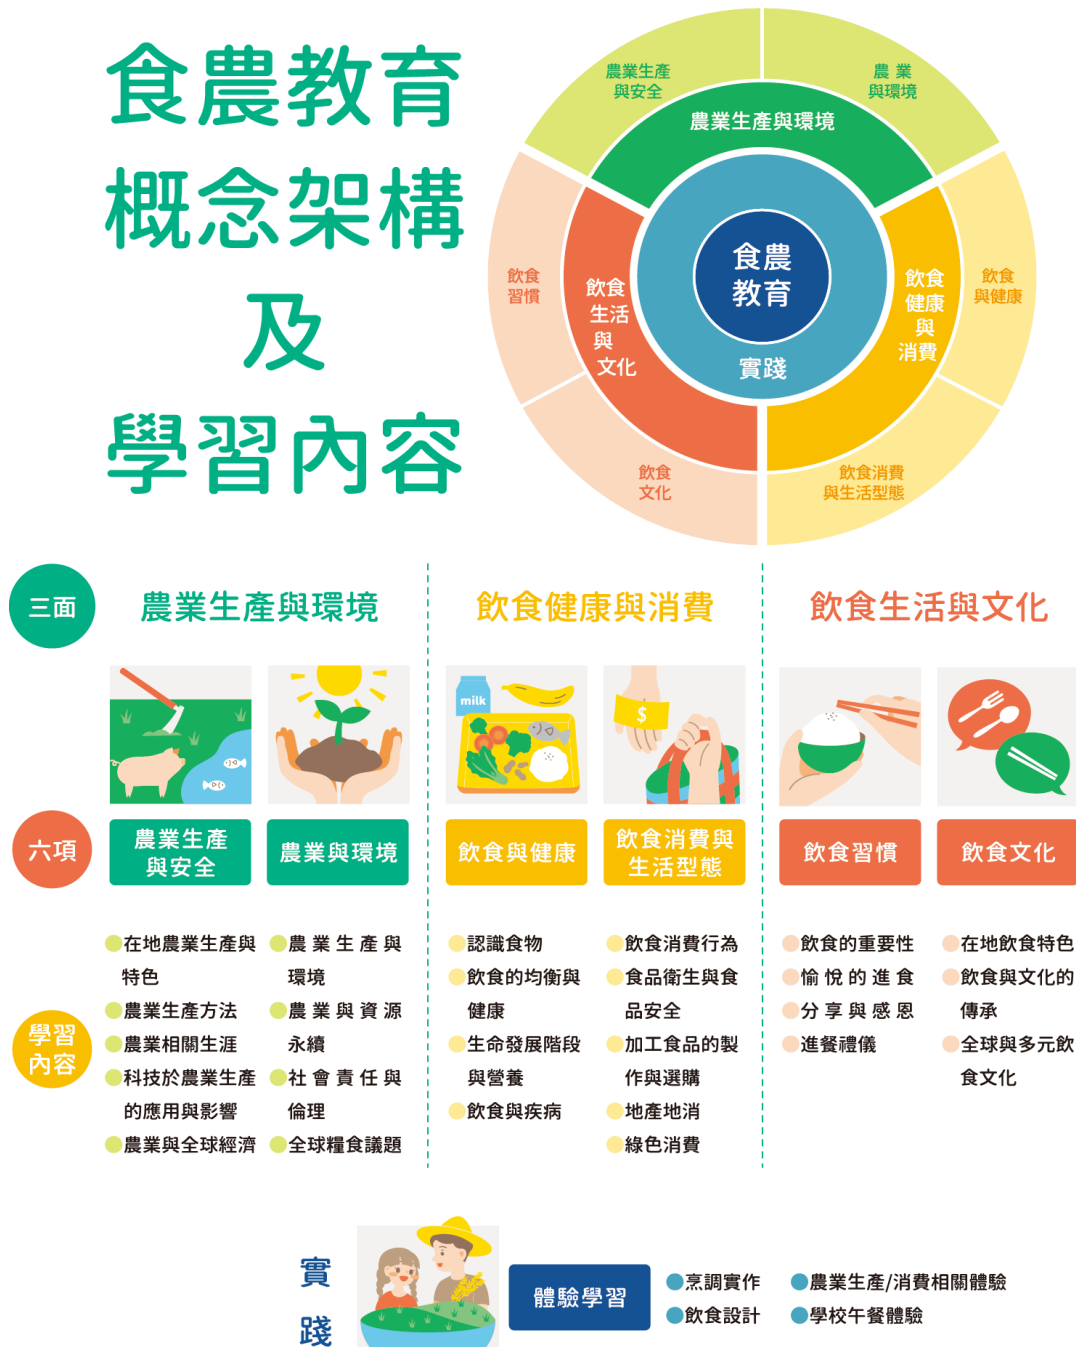 食農教育
概念架構
及
學習內容
農業生產
與安全
農 業
與環境
農業生產與環境
飲食
習慣
飲食
生活
與
文化
食農
教育
實踐
飲食
健康
與
消費
飲食
與健康
飲食
文化
飲食消費
與生活型態
三面
農業生產與環境
飲食健康與消費
飲食生活與文化
milk
$
六項
農業生產
與安全
農業與環境
飲食與健康
飲食消費與
生活型態
飲食習慣
飲食文化
學習
內容
●在地農業生產與
特色
●農業生產方法
●農業相關生涯
●科技於農業生產
的應用與影響
●農業與全球經濟
●農 業 生 產 與
環境
●農 業 與 資 源
永續
●社 會 責 任 與
倫理
●全球糧食議題
●認識食物
●飲食的均衡與
健康
●生命發展階段
與營養
●飲食與疾病
●飲食消費行為
●食品衛生與食
品安全
●加工食品的製
作與選購
●地產地消
●綠色消費
●飲食的重要性
●愉 悅 的 進 食
●分 享 與 感 恩
●進餐禮儀
●在地飲食特色
●飲食與文化的
傳承
●全球與多元飲
食文化
實
踐
體驗學習
●烹調實作
●飲食設計
●農業生產/消費相關體驗
●學校午餐體驗